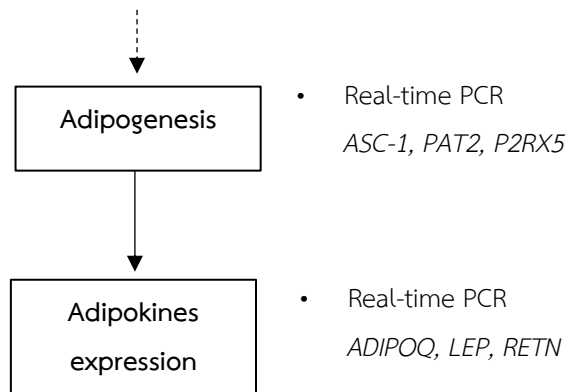 Adipogenesis
• Real-time PCR
ASC-1, PAT2, P2RX5
Adipokines
expression
• Real-time PCR
ADIPOQ, LEP, RETN